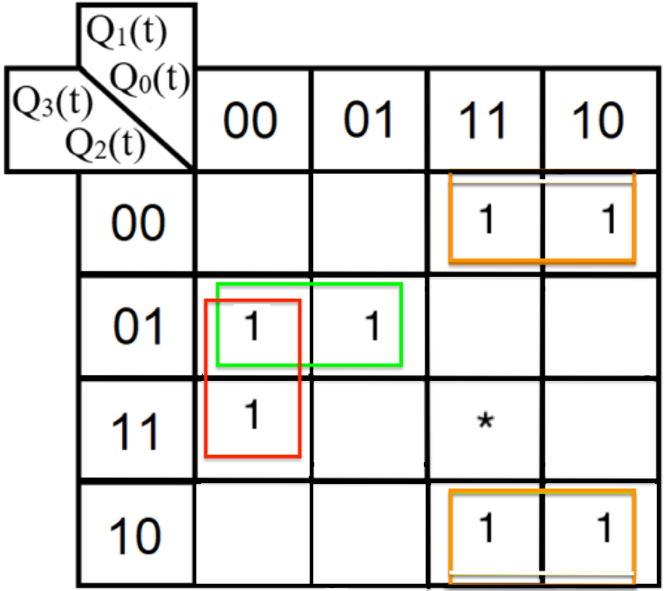 Q₁(t)
Q₀(t)
Q₃(t)
Q₂(t)
00 01 11 10
00 1 1
01 1 1
11 1 *
10 1 1